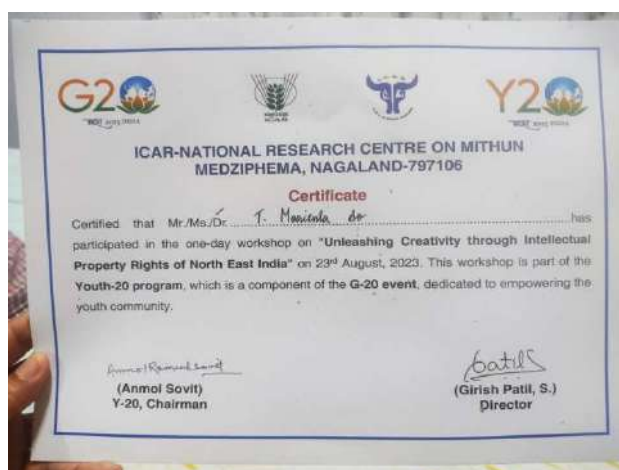 G20
Y20
ICAR-NATIONAL RESEARCH CENTRE ON MITHUN
MEDZIPHEMA, NAGALAND-797106
Certificate
Certified that Mr./Ms./Dr. T. has
participated in the one-day workshop on "Unleashing Creativity through Intellectual
Property Rights of North East India" on 23rd August, 2023. This workshop is part of the
Youth-20 program, which is a component of the G-20 event, dedicated to empowering the
youth community.
(Anmol Sovit)
Y-20, Chairman
(Girish Patil, S.)
Director